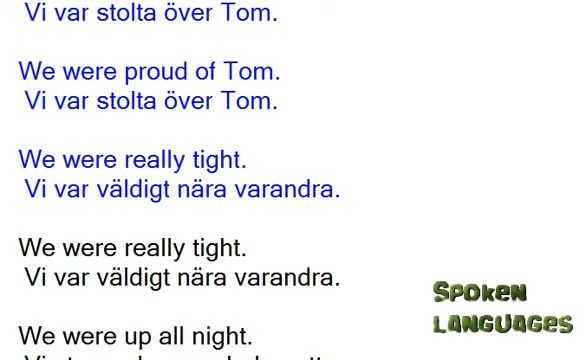 Vi var stolta över Tom.
We were proud of Tom.
Vi var stolta över Tom.
We were really tight.
Vi var väldigt nära varandra.
We were really tight.
Vi var väldigt nära varandra.
We were up all night.
SPOKEN
LANGUAGES